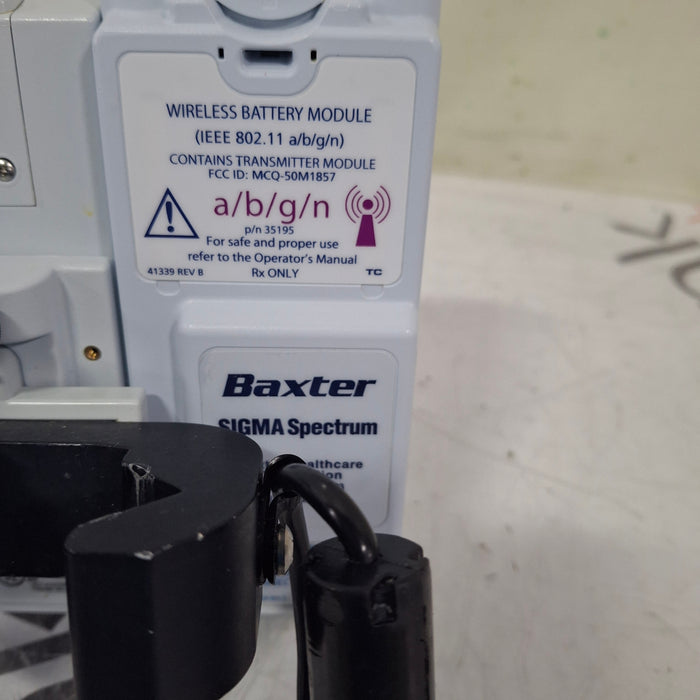 WIRELESS BATTERY MODULE
(IEEE 802.11 a/b/g/n)
CONTAINS TRANSMITTER MODULE
FCC ID: MCQ-50M1857
a/b/g/n
p/n 35195
For safe and proper use
refer to the Operator's Manual
41339 REV B Rx ONLY TC
Baxter
SIGMA Spectrum